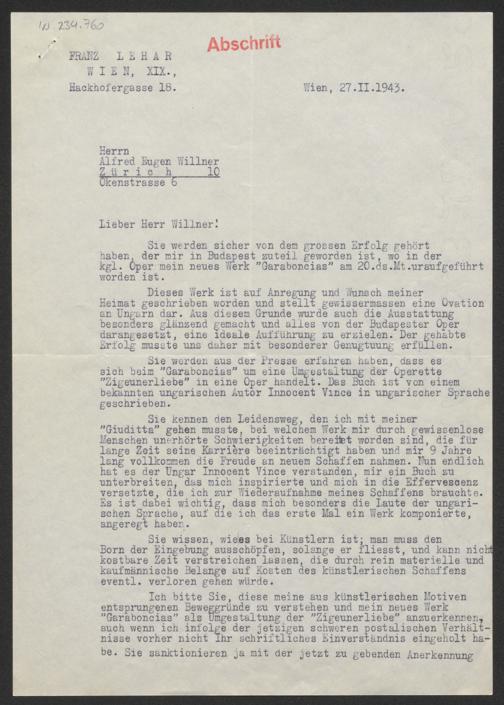 IN 234.760
Abschrift
FRANZ LEHAR
WIEN, XIX.,
Hackhofergasse 18.
Wien, 27.II.1943.
Herrn
Alfred Eugen Willner
Zürich 10
Okenstrasse 6
Lieber Herr Willner!
Sie werden sicher von dem grossen Erfolg gehört
haben, der mir in Budapest zuteil geworden ist, wo in der
kgl. Oper mein neues Werk "Garaboncias" am 20.ds.Mt.uraufgeführt
worden ist.
Dieses Werk ist auf Anregung und Wunsch meiner
Heimat geschrieben worden und stellt gewissermassen eine Ovation
an Ungarn dar. Aus diesem Grunde wurde auch die Ausstattung
besonders glänzend gemacht und alles von der Budapester Oper
darangesetzt, eine ideale Aufführung zu erzielen. Der gehabte
Erfolg musste uns daher mit besonderer Genugtuung erfüllen.
Sie werden aus der Presse erfahren haben, dass es
sich beim "Garaboncias" um eine Umgestaltung der Operette
"Zigeunerliebe" in eine Oper handelt. Das Buch ist von einem
bekannten ungarischen Autor Innocent Vince in ungarischer Sprache
geschrieben.
Sie kennen den Leidensweg, den ich mit meiner
"Giuditta" gehen musste, bei welchem Werk mir durch gewissenlose
Menschen unerhörte Schwierigkeiten bereitet worden sind, die für
lange Zeit seine Karriere beeinträchtigt haben und mir 9 Jahre
lang vollkommen die Freude an neuem Schaffen nahmen. Nun endlich
hat es der Ungar Innocent Vince verstanden, mir ein Buch zu
unterbreiten, das mich inspirierte und mich in die Effervescenz
versetzte, die ich zur Wiederaufnahme meines Schaffens brauchte.
Es ist dabei wichtig, dass mich besonders die Laute der ungari-
schen Sprache, auf die ich das erste Mal ein Werk komponierte,
angeregt haben.
Sie wissen, wie es bei Künstlern ist; man muss den
Born der Eingebung ausschöpfen, solange er fliesst, und kann nicht
kostbare Zeit verstreichen lassen, die durch rein materielle und
kaufmännische Belange auf Kosten des künstlerischen Schaffens
eventl. verloren gehen würde.
Ich bitte Sie, diese meine aus künstlerischen Motiven
entsprungenen Beweggründe zu verstehen und mein neues Werk
"Garaboncias" als Umgestaltung der "Zigeunerliebe" anzuerkennen,
auch wenn ich infolge der jetzigen schweren postalischen Verhält-
nisse vorher nicht Ihr schriftliches Einverständnis eingeholt ha-
be. Sie sanktionieren ja mit der jetzt zu gebenden Anerkennung